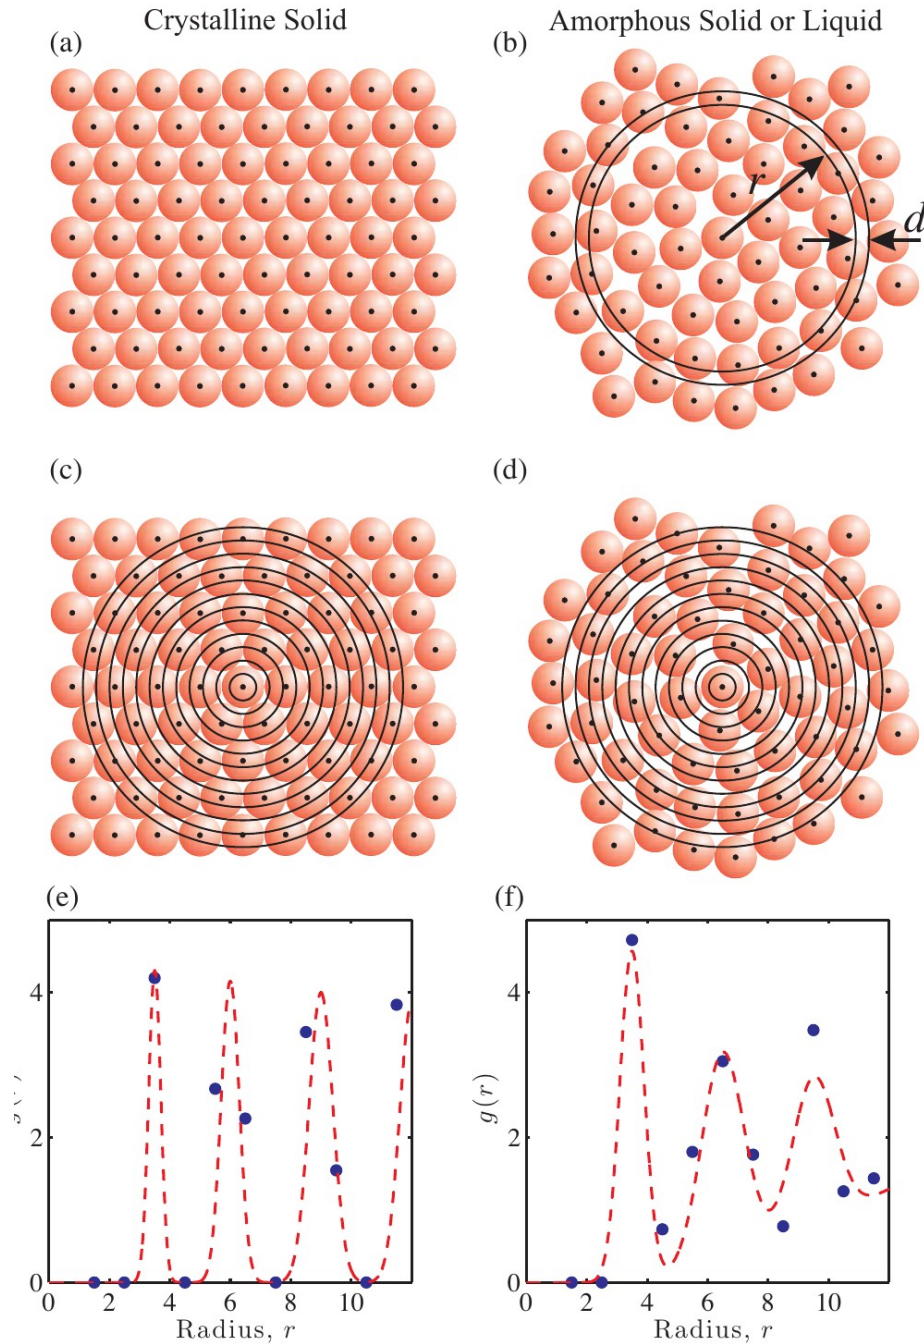 Crystalline Solid
Amorphous Solid or Liquid
(a)
(b)
r
d
(c)
(d)
(e)
(f)
4
2
0
0 2 4 6 8 10
Radius, r
g(r)
4
2
0
0 2 4 6 8 10
Radius, r